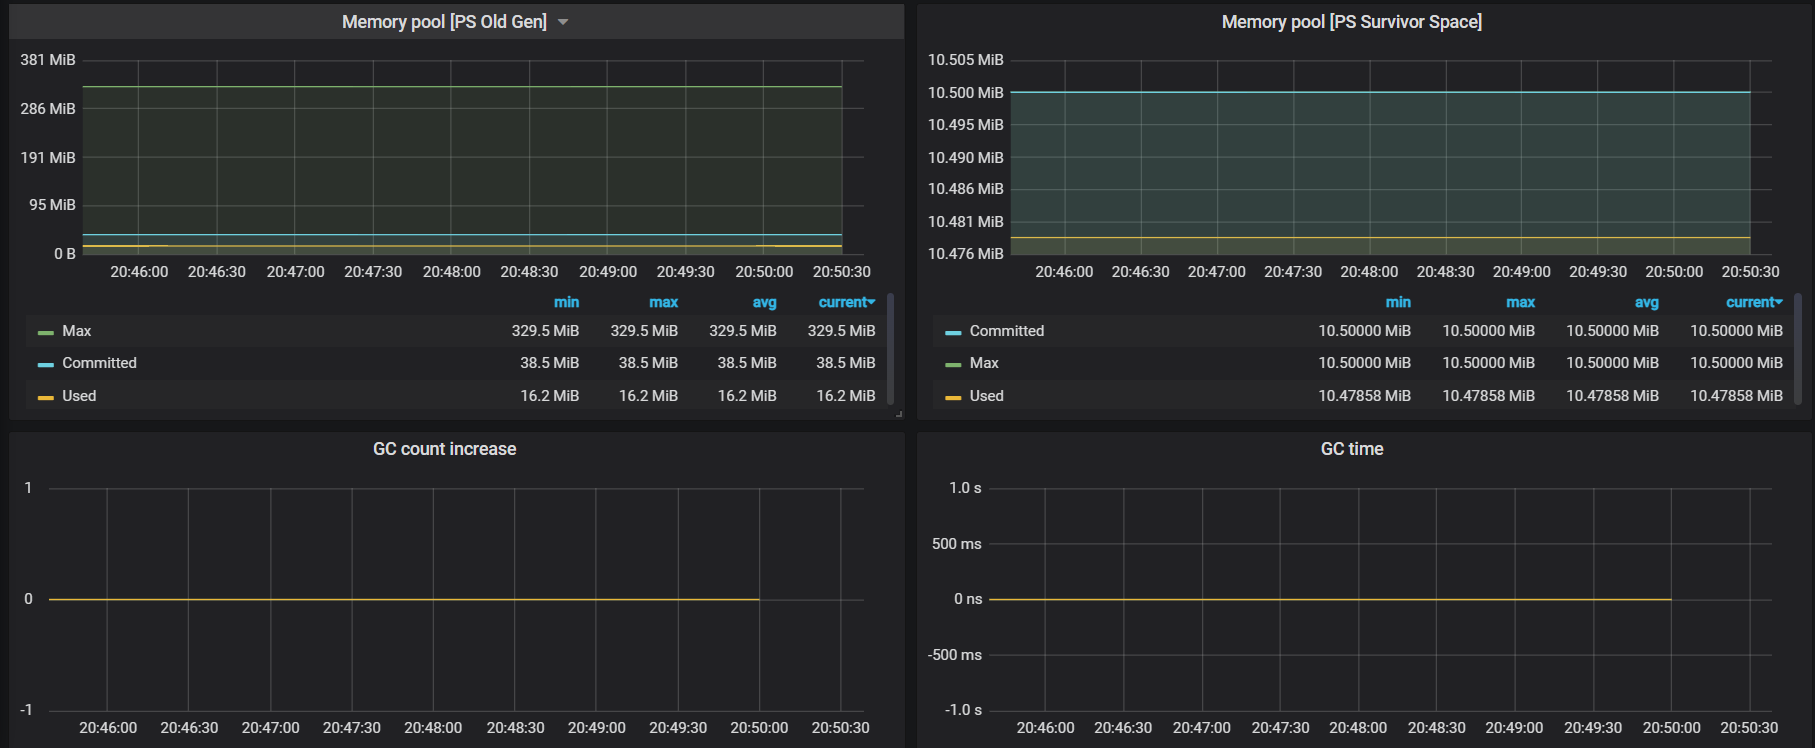 Memory pool [PS Old Gen]
381 MiB
286 MiB
191 MiB
95 MiB
0 B
20:46:00 20:46:30 20:47:00 20:47:30 20:48:00 20:48:30 20:49:00 20:49:30 20:50:00 20:50:30
min max avg current
Max 329.5 MiB 329.5 MiB 329.5 MiB 329.5 MiB
Committed 38.5 MiB 38.5 MiB 38.5 MiB 38.5 MiB
Used 16.2 MiB 16.2 MiB 16.2 MiB 16.2 MiB
Memory pool [PS Survivor Space]
10.505 MiB
10.500 MiB
10.495 MiB
10.490 MiB
10.486 MiB
10.481 MiB
10.476 MiB
20:46:00 20:46:30 20:47:00 20:47:30 20:48:00 20:48:30 20:49:00 20:49:30 20:50:00 20:50:30
min max avg current
Committed 10.50000 MiB 10.50000 MiB 10.50000 MiB 10.50000 MiB
Max 10.50000 MiB 10.50000 MiB 10.50000 MiB 10.50000 MiB
Used 10.47858 MiB 10.47858 MiB 10.47858 MiB 10.47858 MiB
GC count increase
1
0
-1
20:46:00 20:46:30 20:47:00 20:47:30 20:48:00 20:48:30 20:49:00 20:49:30 20:50:00 20:50:30
GC time
1.0 s
500 ms
0 ns
-500 ms
-1.0 s
20:46:00 20:46:30 20:47:00 20:47:30 20:48:00 20:48:30 20:49:00 20:49:30 20:50:00 20:50:30